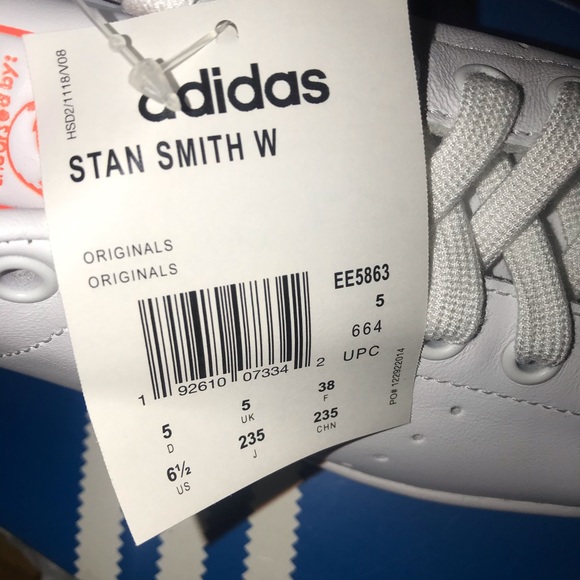 HSD2/1118/V08
adidas
STAN SMITH W
ORIGINALS
ORIGINALS
EE5863
5
664
UPC
1 92610 07334 2
5 D
5 UK
38 F
6½ US
235 J
235 CHN
PO# 122922014
by: